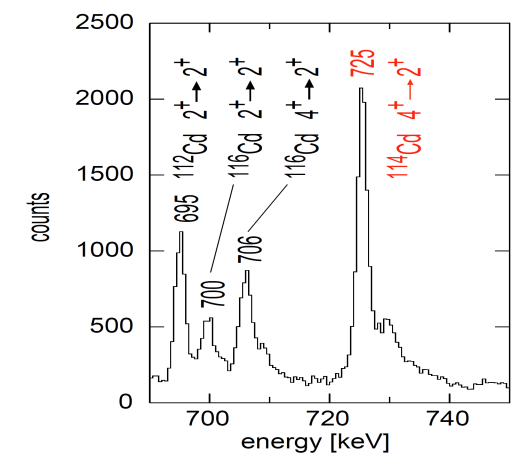 2500
2000
1500
1000
500
0
counts
695
700
706
725
¹¹²Cd 2⁺→2⁺
¹¹⁶Cd 2⁺→2⁺
¹¹⁶Cd 4⁺→2⁺
¹¹⁴Cd 4⁺→2⁺
700
720
740
energy [keV]